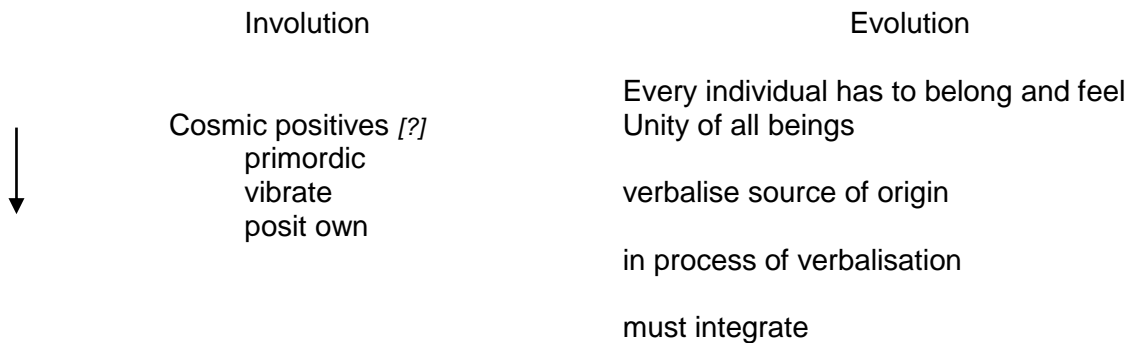 Involution
Cosmic positives [?]
primordic
vibrate
posit own
Evolution
Every individual has to belong and feel
Unity of all beings
verbalise source of origin
in process of verbalisation
must integrate